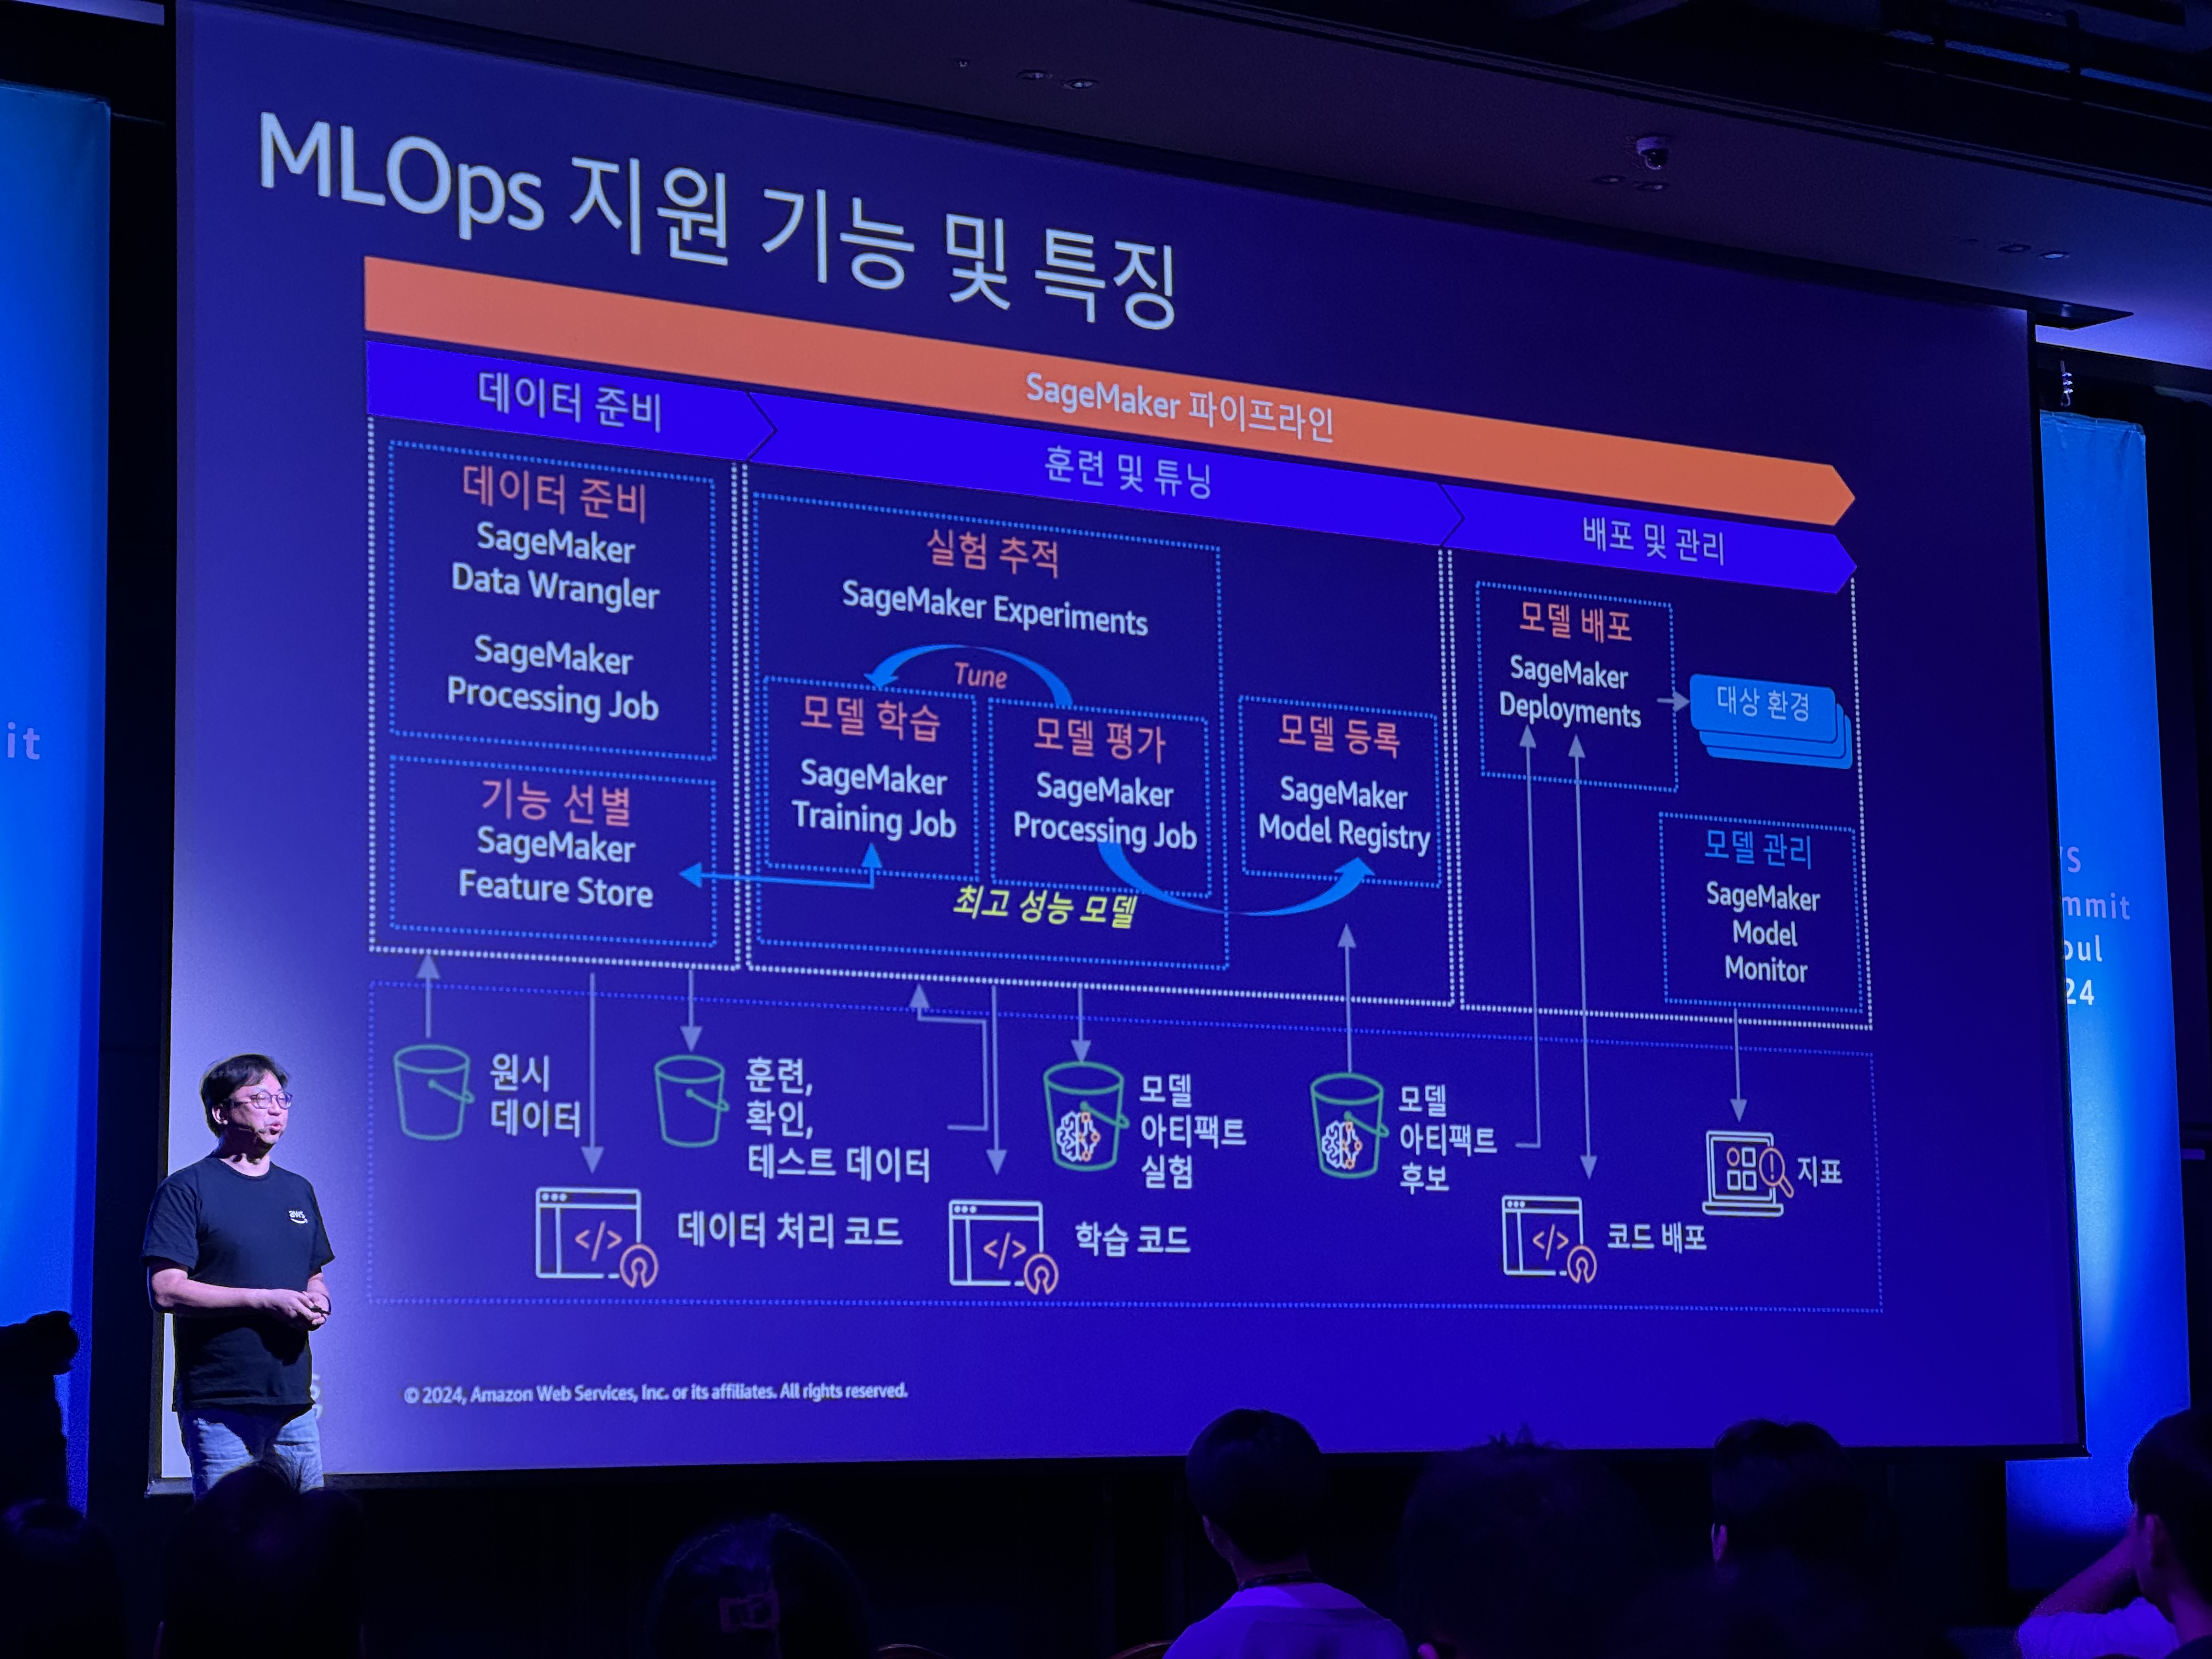 MLOps 지원 기능 및 특징
SageMaker 파이프라인
데이터 준비
훈련 및 튜닝
배포 및 관리
데이터 준비
SageMaker
Data Wrangler
SageMaker
Processing Job
기능 선별
SageMaker
Feature Store
실험 추적
SageMaker Experiments
Tune
모델 학습
SageMaker
Training Job
모델 평가
SageMaker
Processing Job
최고 성능 모델
모델 등록
SageMaker
Model Registry
모델 배포
SageMaker
Deployments
대상 환경
모델 관리
SageMaker
Model
Monitor
원시
데이터
훈련,
확인,
테스트 데이터
모델
아티팩트
실험
모델
아티팩트
후보
지표
</>
데이터 처리 코드
</>
학습 코드
</>
코드 배포
© 2024, Amazon Web Services, Inc. or its affiliates. All rights reserved.
aws
it
/S
mmit
oul
24